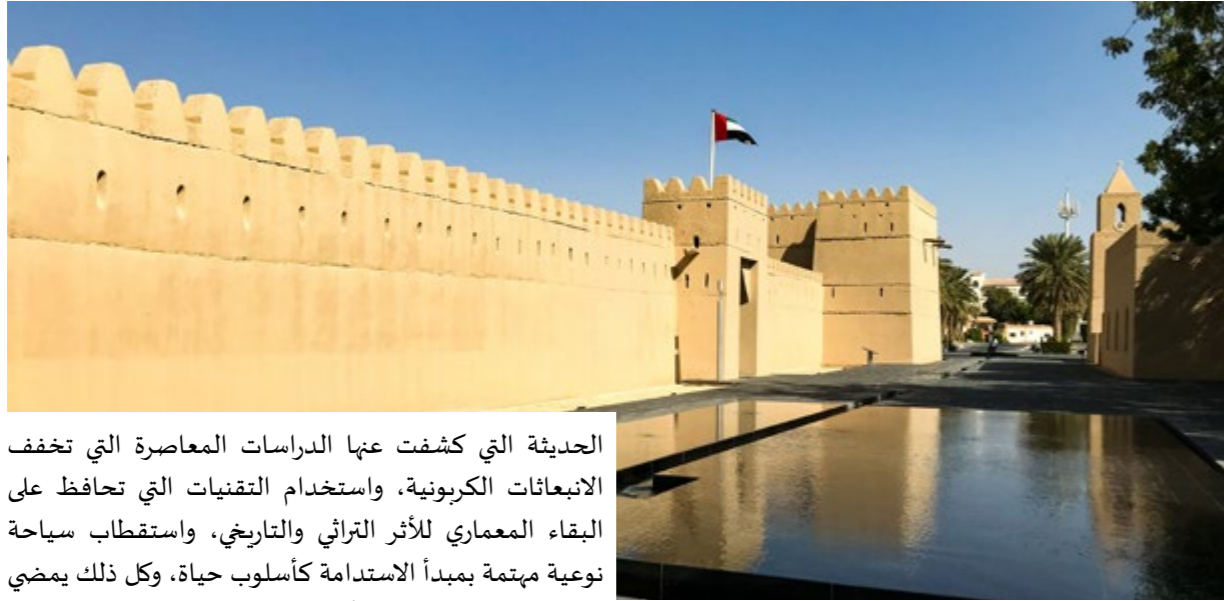 الحديثة التي كشفت عنها الدراسات المعاصرة التي تخفف
الانبعاثات الكربونية، واستخدام التقنيات التي تحافظ على
البقاء المعماري للأثر التراثي والتاريخي، واستقطاب سياحة
نوعية مهتمة بمبدأ الاستدامة كأسلوب حياة، وكل ذلك يمضي